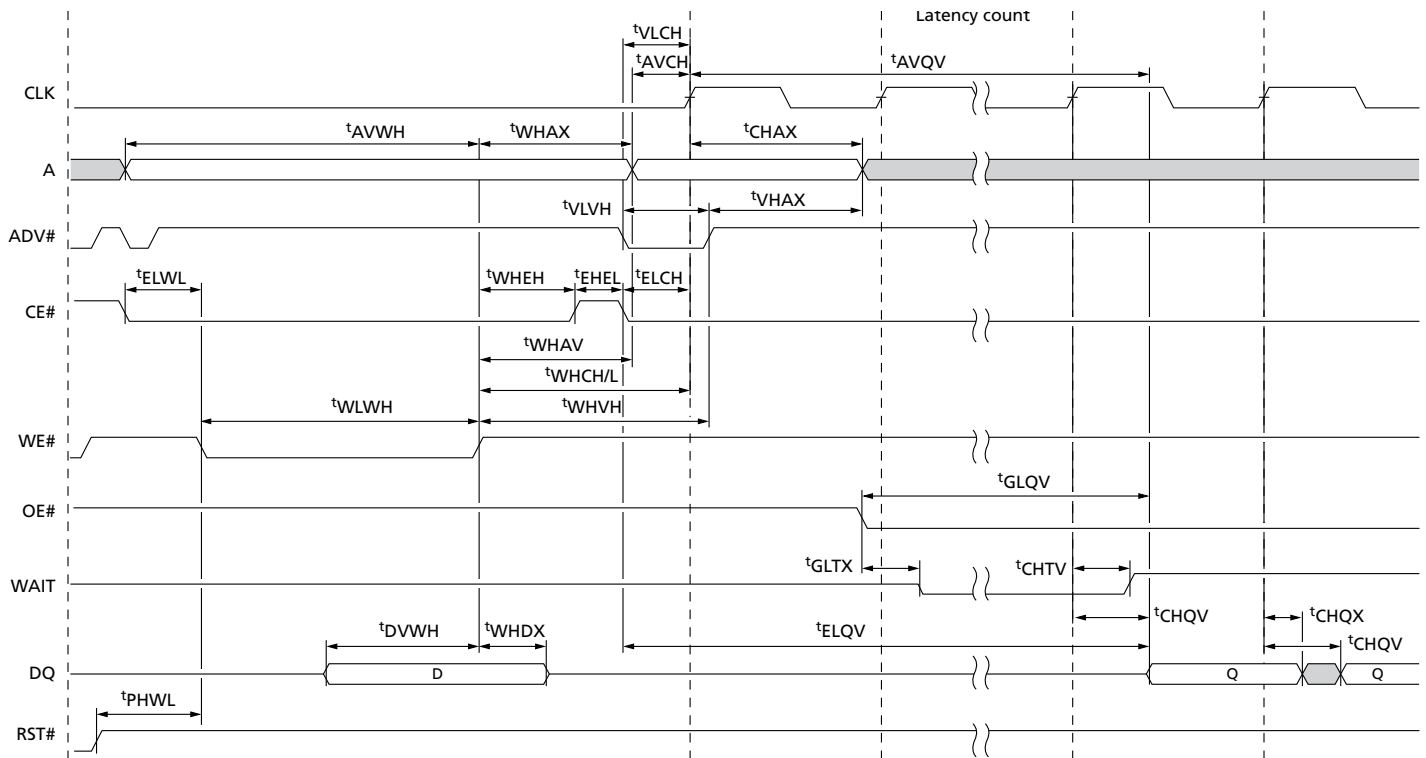 Latency count
tVLCH
tAVCH
tAVQV
CLK
tAVWH
tWHAX
tCHAX
A
tVLVH
tVHAX
ADV#
tELWL
tWHEH
tEHEL
tELCH
CE#
tWHAV
tWHCH/L
tWLWH
tWHVH
WE#
tGLQV
OE#
tGLTX
tCHTV
WAIT
tCHQV
tCHQX
tDVWH
tWHDX
tELQV
tCHQV
DQ
D
Q
Q
tPHWL
RST#